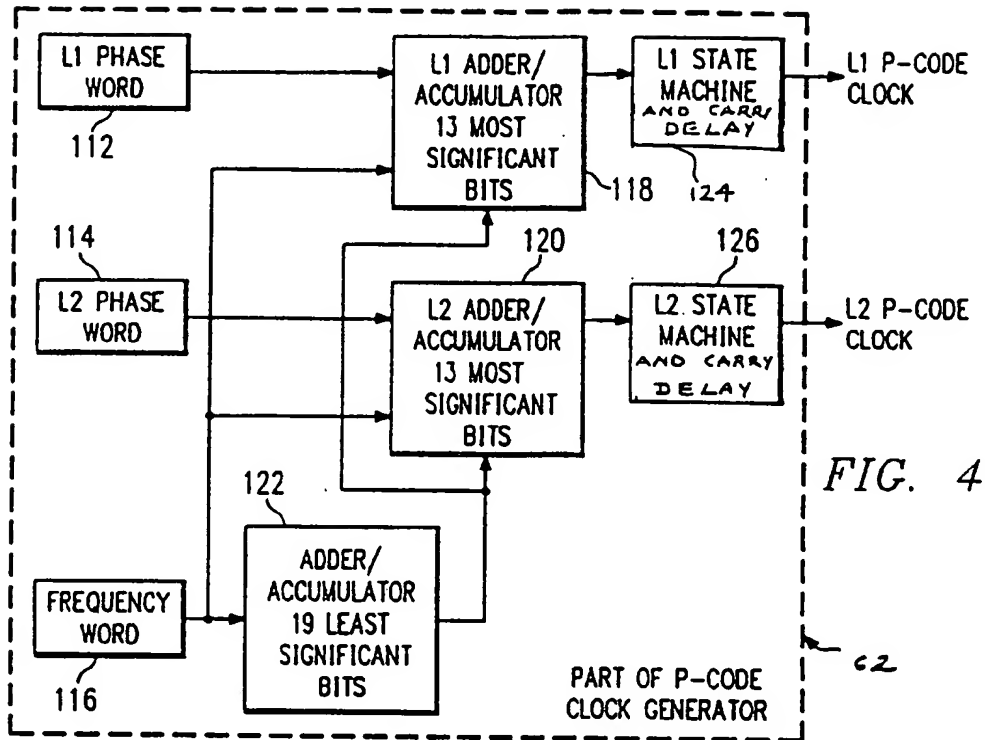 L1 PHASE
WORD
112
L1 ADDER/
ACCUMULATOR
13 MOST
SIGNIFICANT
BITS
118
L1 STATE
MACHINE
AND CARRY
DELAY
124
L1 P-CODE
CLOCK
114
L2 PHASE
WORD
120
L2 ADDER/
ACCUMULATOR
13 MOST
SIGNIFICANT
BITS
126
L2. STATE
MACHINE
AND CARRY
DELAY
L2 P-CODE
CLOCK
FIG. 4
122
ADDER/
ACCUMULATOR
19 LEAST
SIGNIFICANT
BITS
FREQUENCY
WORD
116
PART OF P-CODE
CLOCK GENERATOR
62